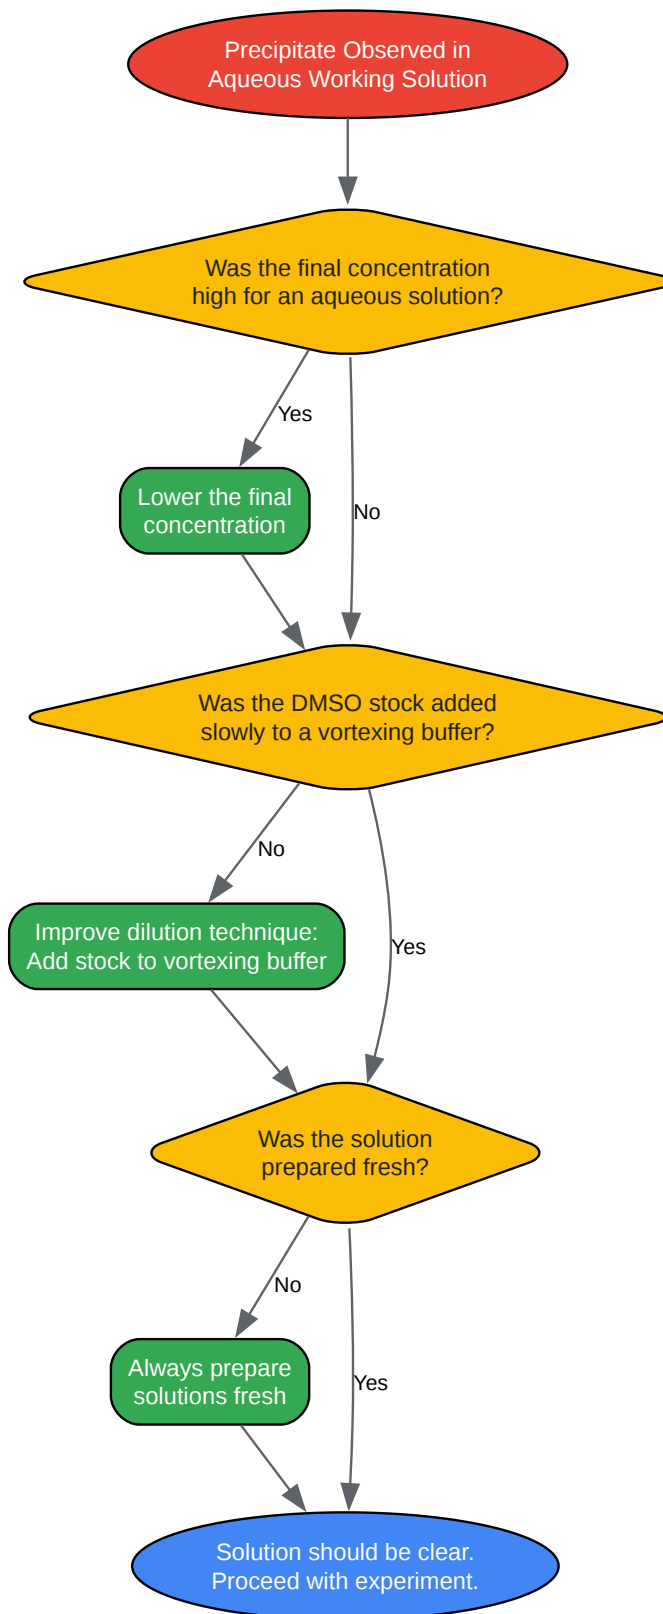 Precipitate Observed in
Aqueous Working Solution
Was the final concentration
high for an aqueous solution?
Yes
Lower the final
concentration
No
Was the DMSO stock added
slowly to a vortexing buffer?
No
Improve dilution technique:
Add stock to vortexing buffer
Yes
Was the solution
prepared fresh?
No
Always prepare
solutions fresh
Yes
Solution should be clear.
Proceed with experiment.